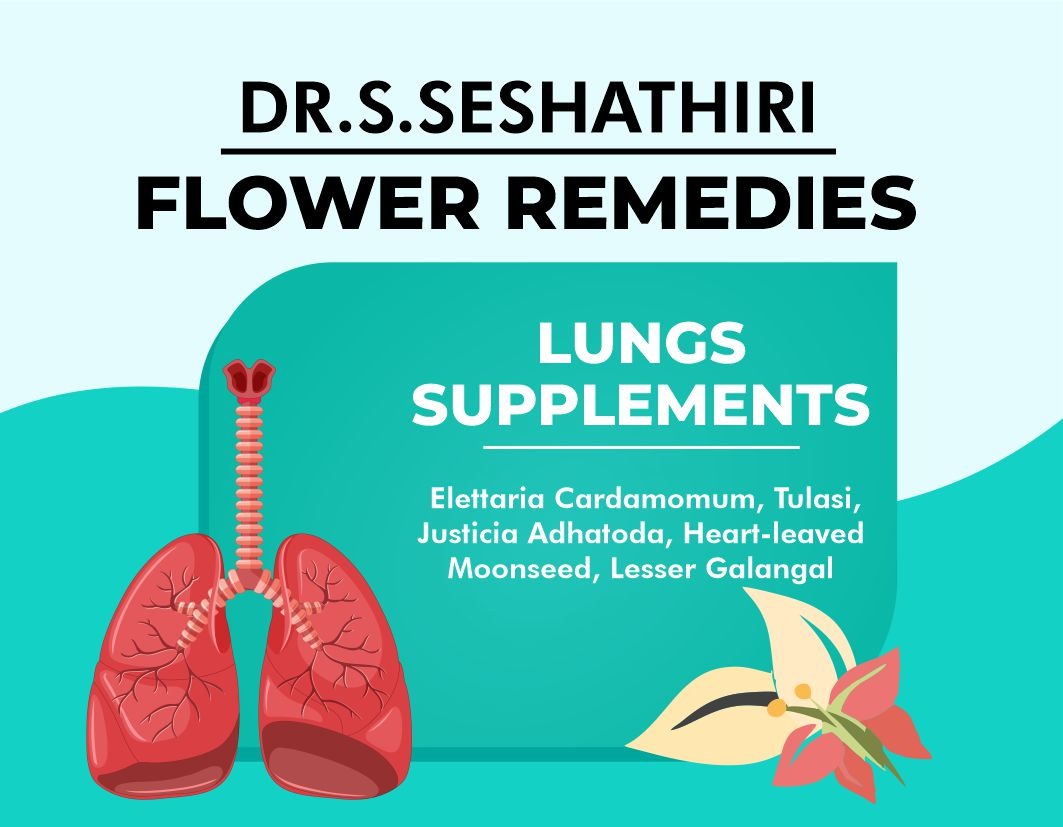 DR.S.SESHATHIRI
FLOWER REMEDIES
LUNGS
SUPPLEMENTS
Elettaria Cardamomum, Tulasi,
Justicia Adhatoda, Heart-leaved
Moonseed, Lesser Galangal